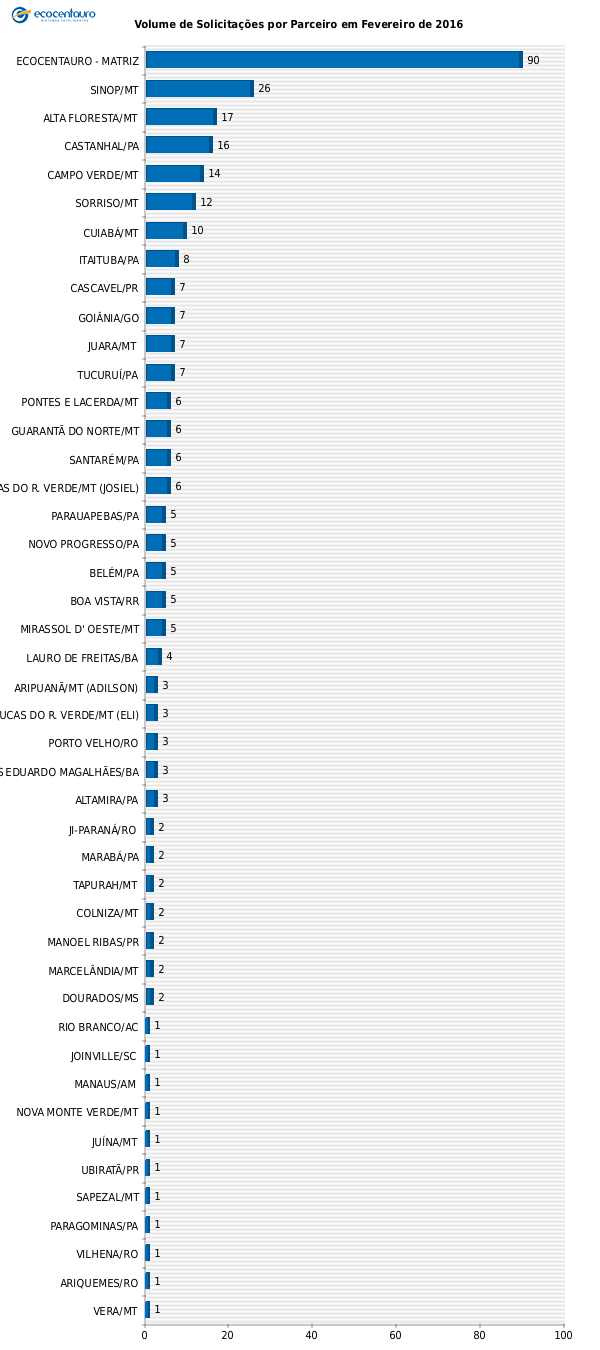 ecocentauro
Volume de Solicitações por Parceiro em Fevereiro de 2016
ECOCENTAURO - MATRIZ 90
SINOP/MT 26
ALTA FLORESTA/MT 17
CASTANHAL/PA 16
CAMPO VERDE/MT 14
SORRISO/MT 12
CUIABÁ/MT 10
ITAITUBA/PA 8
CASCAVEL/PR 7
GOIÂNIA/GO 7
JUARA/MT 7
TUCURUÍ/PA 7
PONTES E LACERDA/MT 6
GUARANTÃ DO NORTE/MT 6
SANTARÉM/PA 6
AS DO R. VERDE/MT (JOSIEL) 6
PARAUAPEBAS/PA 5
NOVO PROGRESSO/PA 5
BELÉM/PA 5
BOA VISTA/RR 5
MIRASSOL D' OESTE/MT 5
LAURO DE FREITAS/BA 4
ARIPUANÃ/MT (ADILSON) 3
UCAS DO R. VERDE/MT (ELI) 3
PORTO VELHO/RO 3
S EDUARDO MAGALHÃES/BA 3
ALTAMIRA/PA 3
JI-PARANÁ/RO 2
MARABÁ/PA 2
TAPURAH/MT 2
COLNIZA/MT 2
MANOEL RIBAS/PR 2
MARCELÂNDIA/MT 2
DOURADOS/MS 2
RIO BRANCO/AC 1
JOINVILLE/SC 1
MANAUS/AM 1
NOVA MONTE VERDE/MT 1
JUÍNA/MT 1
UBIRATÃ/PR 1
SAPEZAL/MT 1
PARAGOMINAS/PA 1
VILHENA/RO 1
ARIQUEMES/RO 1
VERA/MT 1
0 20 40 60 80 100